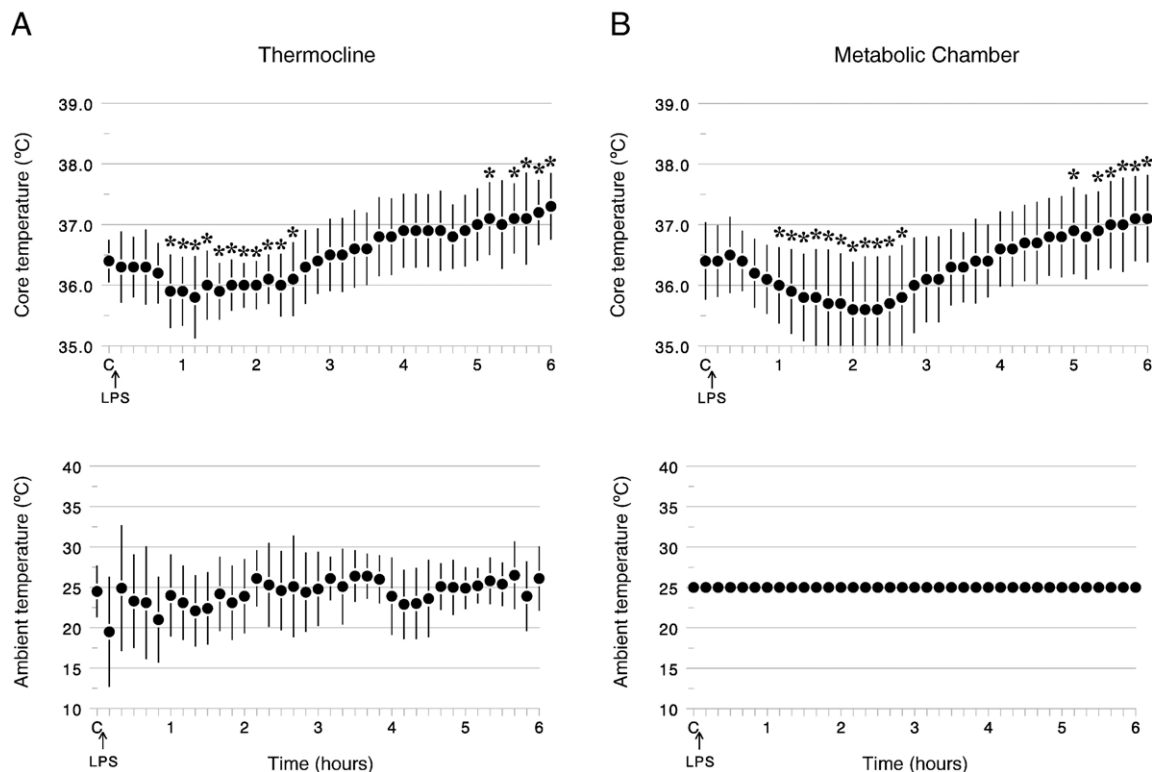 A
Thermocline
Core temperature (ºC)
39.0
38.0
37.0
36.0
35.0
* * * * * * * * * * * * * * * *
C 1 2 3 4 5 6
LPS
B
Metabolic Chamber
Core temperature (ºC)
39.0
38.0
37.0
36.0
35.0
* * * * * * * * * * * * * * * * *
C 1 2 3 4 5 6
LPS
Ambient temperature (ºC)
40
35
30
25
20
15
10
C 1 2 3 4 5 6
LPS
Time (hours)
Ambient temperature (ºC)
40
35
30
25
20
15
10
C 1 2 3 4 5 6
LPS
Time (hours)